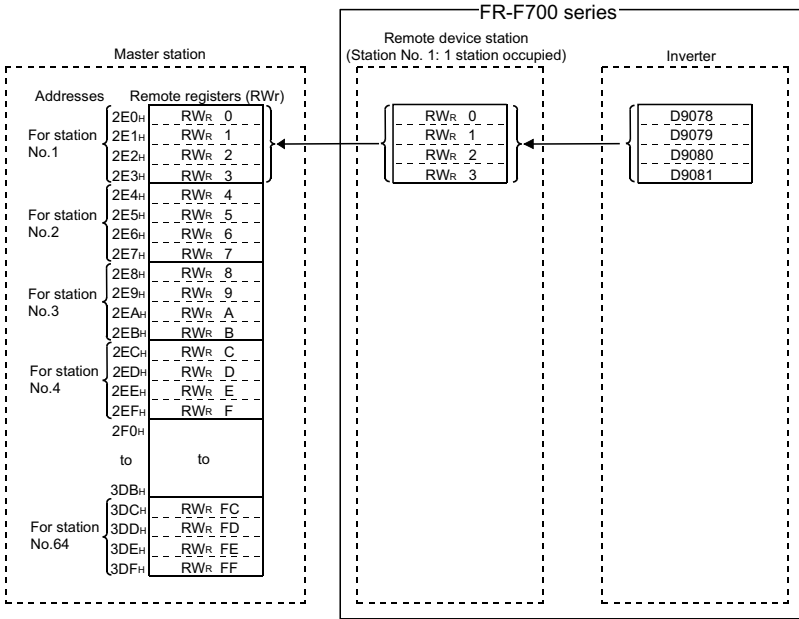 FR-F700 series
Master station
Remote device station
(Station No. 1: 1 station occupied)
Inverter
Addresses Remote registers (RWr)
For station No.1
2E0H RWR 0
2E1H RWR 1
2E2H RWR 2
2E3H RWR 3
For station No.2
2E4H RWR 4
2E5H RWR 5
2E6H RWR 6
2E7H RWR 7
For station No.3
2E8H RWR 8
2E9H RWR 9
2EAH RWR A
2EBH RWR B
For station No.4
2ECH RWR C
2EDH RWR D
2EEH RWR E
2EFH RWR F
2F0H
to to
3DBH
For station No.64
3DCH RWR FC
3DDH RWR FD
3DEH RWR FE
3DFH RWR FF
RWR 0
RWR 1
RWR 2
RWR 3
D9078
D9079
D9080
D9081